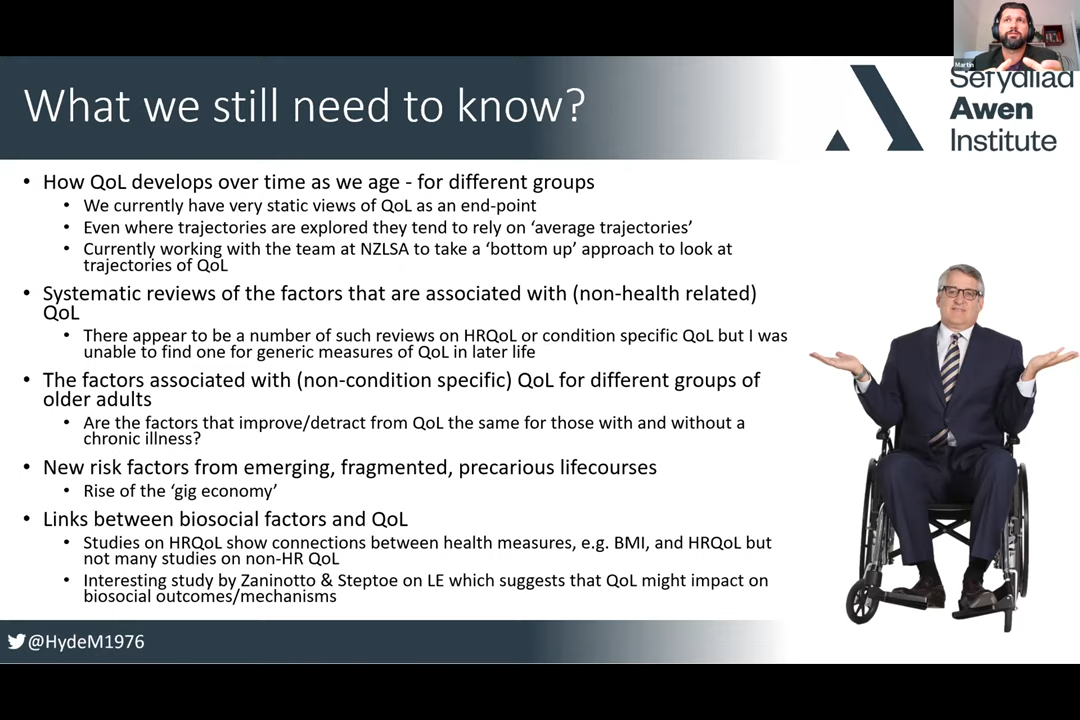 What we still need to know?
Martin
Sefydliad
Awen
Institute
• How QoL develops over time as we age - for different groups
• We currently have very static views of QoL as an end-point
• Even where trajectories are explored they tend to rely on ‘average trajectories’
• Currently working with the team at NZLSA to take a ‘bottom up’ approach to look at
trajectories of QoL
• Systematic reviews of the factors that are associated with (non-health related)
QoL
• There appear to be a number of such reviews on HRQoL or condition specific QoL but I was
unable to find one for generic measures of QoL in later life
• The factors associated with (non-condition specific) QoL for different groups of
older adults
• Are the factors that improve/detract from QoL the same for those with and without a
chronic illness?
• New risk factors from emerging, fragmented, precarious lifecourses
• Rise of the ‘gig economy’
• Links between biosocial factors and QoL
• Studies on HRQoL show connections between health measures, e.g. BMI, and HRQoL but
not many studies on non-HR QoL
• Interesting study by Zaninotto & Steptoe on LE which suggests that QoL might impact on
biosocial outcomes/mechanisms
@HydeM1976